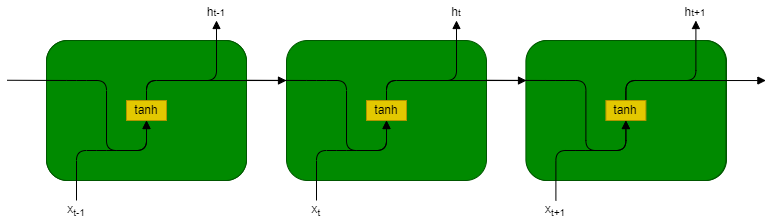 ht-1 ht ht+1
tanh tanh tanh
xt-1 xt xt+1